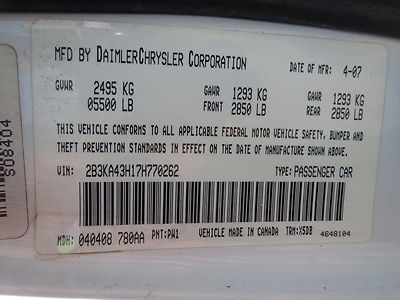 MFD BY DAIMLERCHRYSLER CORPORATION DATE OF MFR: 4-07
GVWR 2495 KG GAWR 1293 KG GAWR 1293 KG
05500 LB FRONT 2850 LB REAR 2850 LB
THIS VEHICLE CONFORMS TO ALL APPLICABLE FEDERAL MOTOR VEHICLE SAFETY, BUMPER AND
THEFT PREVENTION STANDARDS IN EFFECT ON THE DATE OF MANUFACTURE SHOWN ABOVE.
VIN: 2B3KA43H17H770262 TYPE: PASSENGER CAR
MDH: 040408 780AA PNT: PW1 VEHICLE MADE IN CANADA TRM: X5DB 4648104
S08404